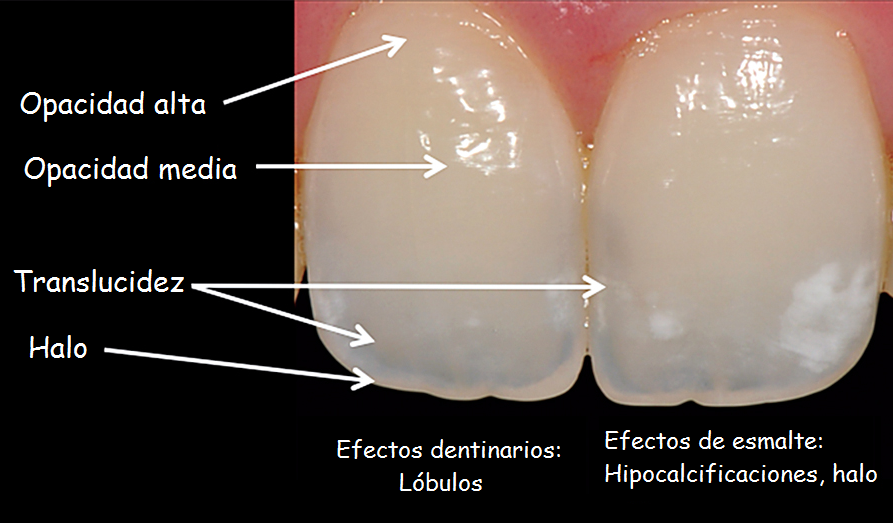 Opacidad alta
Opacidad media
Translucidez
Halo
Efectos dentinarios:
Lóbulos
Efectos de esmalte:
Hipocalcificaciones, halo